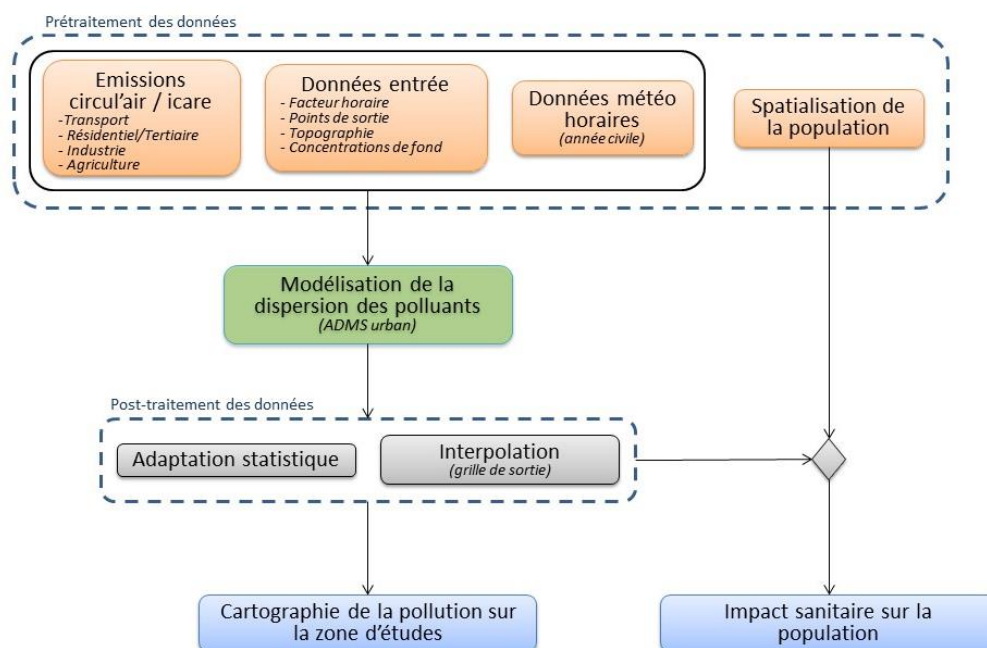 Prétraitement des données
Emissions
circul'air / icare
-Transport
- Résidentiel/Tertiaire
- Industrie
- Agriculture
Données entrée
- Facteur horaire
- Points de sortie
- Topographie
- Concentrations de fond
Données météo
horaires
(année civile)
Spatialisation de
la population
Modélisation de la
dispersion des polluants
(ADMS urban)
Post-traitement des données
Adaptation statistique
Interpolation
(grille de sortie)
Cartographie de la pollution sur
la zone d'études
Impact sanitaire sur la
population